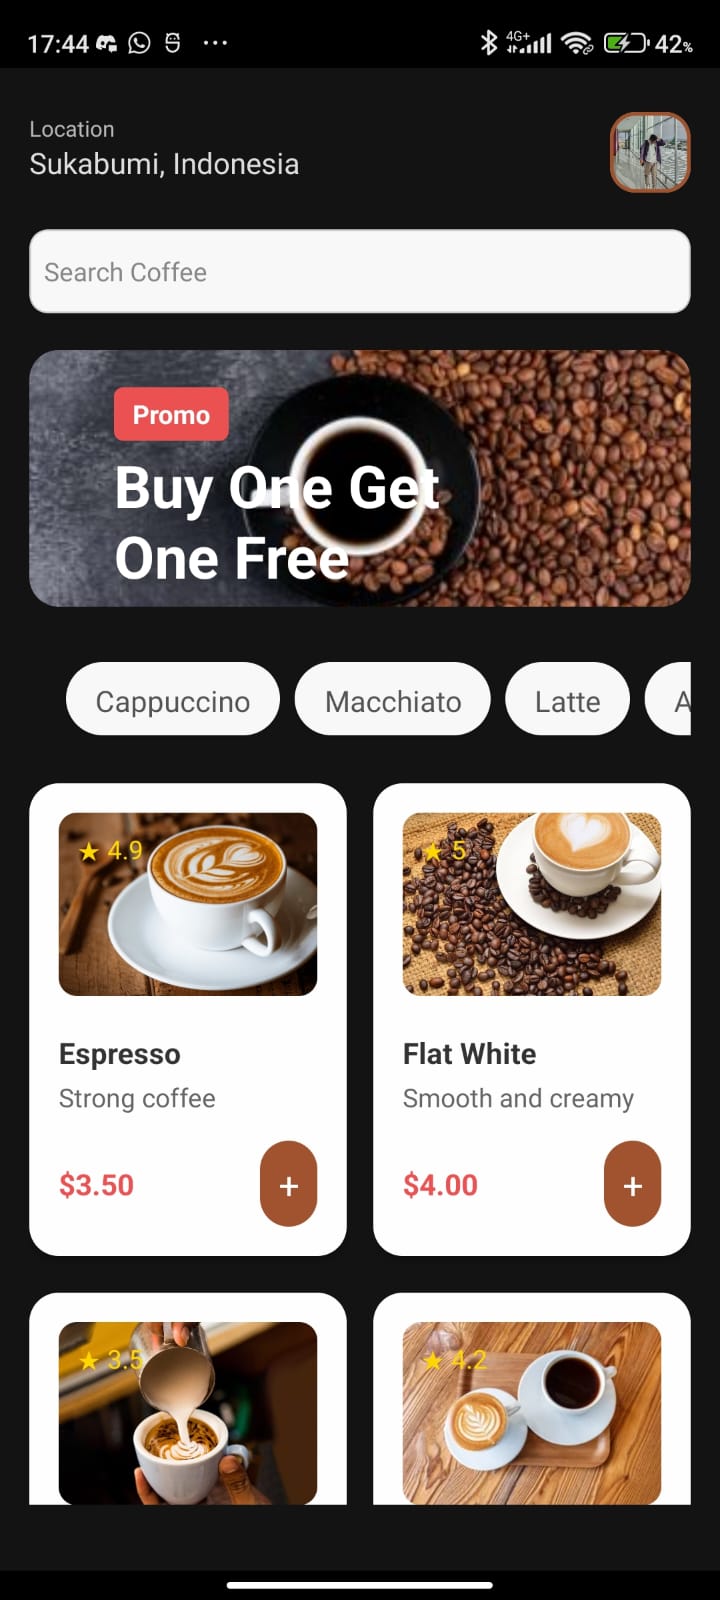 17:44 4G+ 42%
Location
Sukabumi, Indonesia
Search Coffee
Promo
Buy One Get
One Free
Cappuccino Macchiato Latte A
★ 4.9 ★ 5
Espresso Flat White
Strong coffee Smooth and creamy
$3.50 + $4.00 +
★ 3.5 ★ 4.2